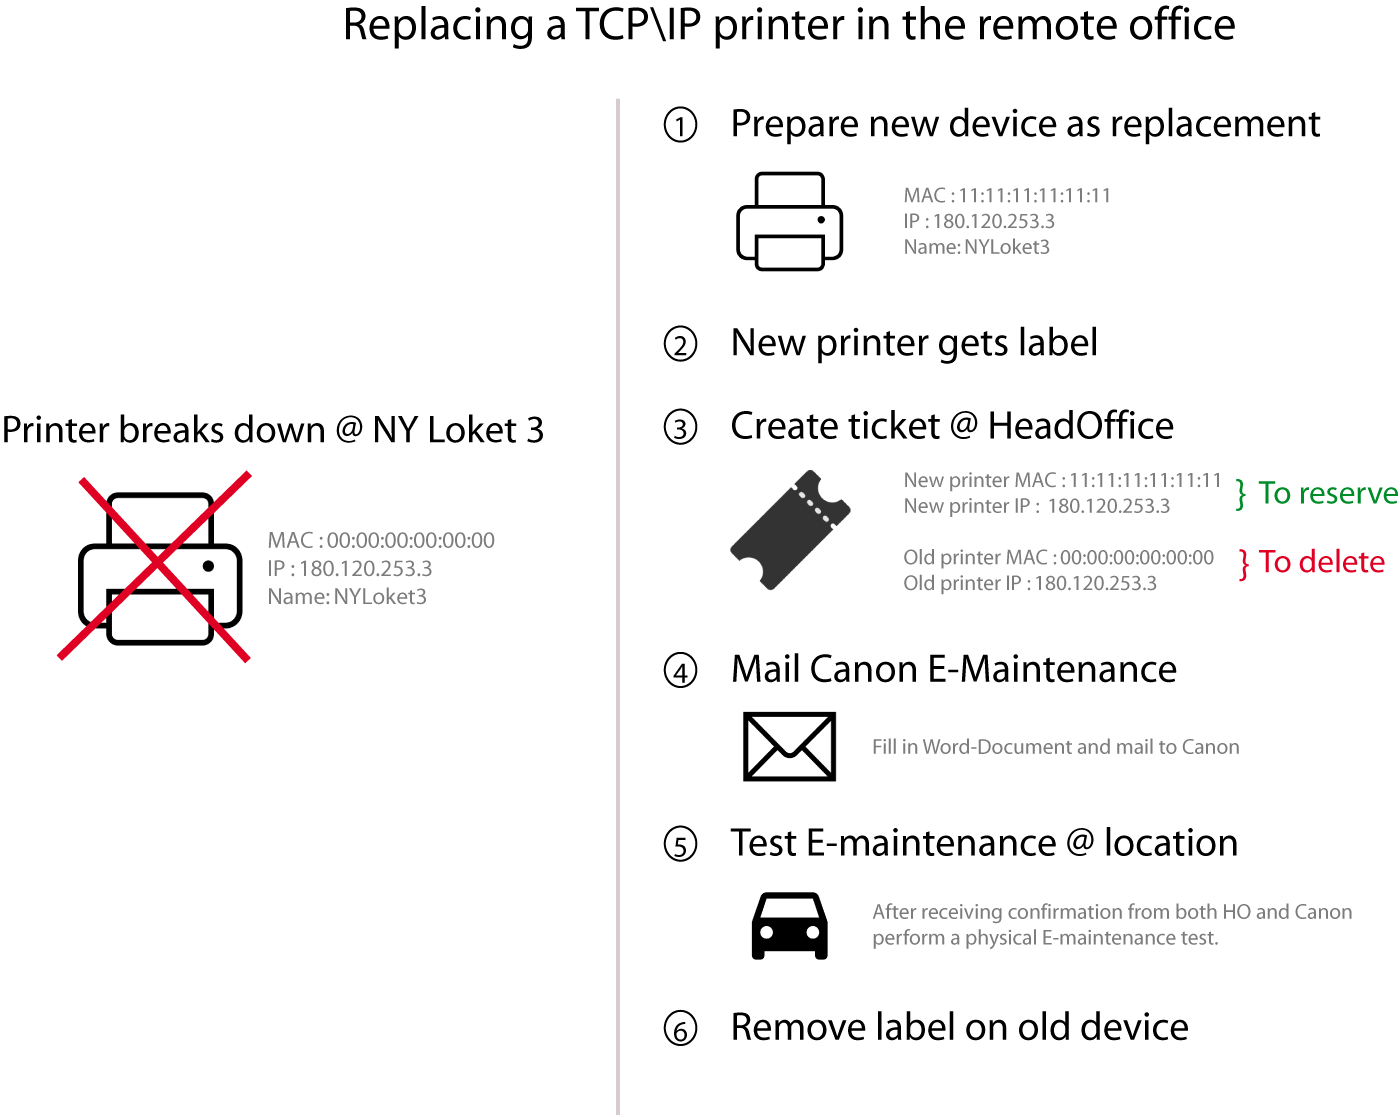 Replacing a TCP\IP printer in the remote office
Printer breaks down @ NY Loket 3
MAC : 00:00:00:00:00:00
IP : 180.120.253.3
Name: NYLoket3
1 Prepare new device as replacement
MAC : 11:11:11:11:11:11
IP : 180.120.253.3
Name: NYLoket3
2 New printer gets label
3 Create ticket @ HeadOffice
New printer MAC : 11:11:11:11:11:11
New printer IP : 180.120.253.3
} To reserve
Old printer MAC : 00:00:00:00:00:00
Old printer IP : 180.120.253.3
} To delete
4 Mail Canon E-Maintenance
Fill in Word-Document and mail to Canon
5 Test E-maintenance @ location
After receiving confirmation from both HO and Canon
perform a physical E-maintenance test.
6 Remove label on old device